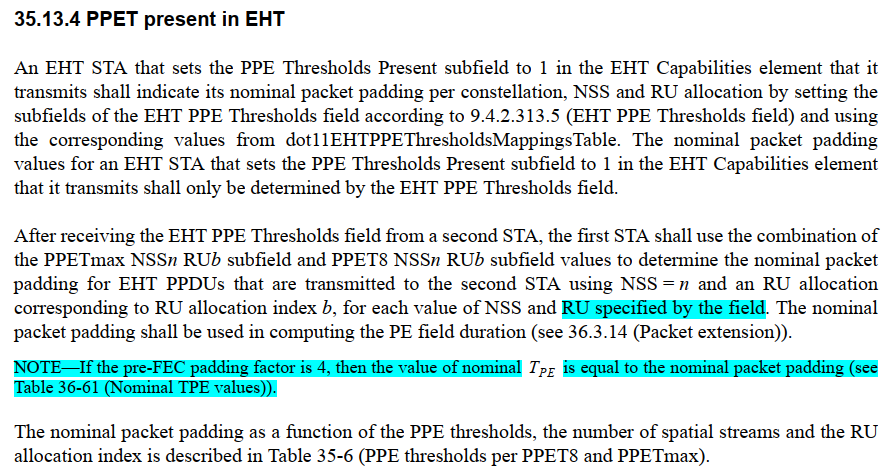 35.13.4 PPET present in EHT
An EHT STA that sets the PPE Thresholds Present subfield to 1 in the EHT Capabilities element that it
transmits shall indicate its nominal packet padding per constellation, NSS and RU allocation by setting the
subfields of the EHT PPE Thresholds field according to 9.4.2.313.5 (EHT PPE Thresholds field) and using
the corresponding values from dot11EHTPPEThresholdsMappingsTable. The nominal packet padding
values for an EHT STA that sets the PPE Thresholds Present subfield to 1 in the EHT Capabilities element
that it transmits shall only be determined by the EHT PPE Thresholds field.
After receiving the EHT PPE Thresholds field from a second STA, the first STA shall use the combination of
the PPETmax NSSn RUb subfield and PPET8 NSSn RUb subfield values to determine the nominal packet
padding for EHT PPDUs that are transmitted to the second STA using NSS = n and an RU allocation
corresponding to RU allocation index b, for each value of NSS and RU specified by the field. The nominal
packet padding shall be used in computing the PE field duration (see 36.3.14 (Packet extension)).
NOTE—If the pre-FEC padding factor is 4, then the value of nominal TPE is equal to the nominal packet padding (see
Table 36-61 (Nominal TPE values)).
The nominal packet padding as a function of the PPE thresholds, the number of spatial streams and the RU
allocation index is described in Table 35-6 (PPE thresholds per PPET8 and PPETmax).